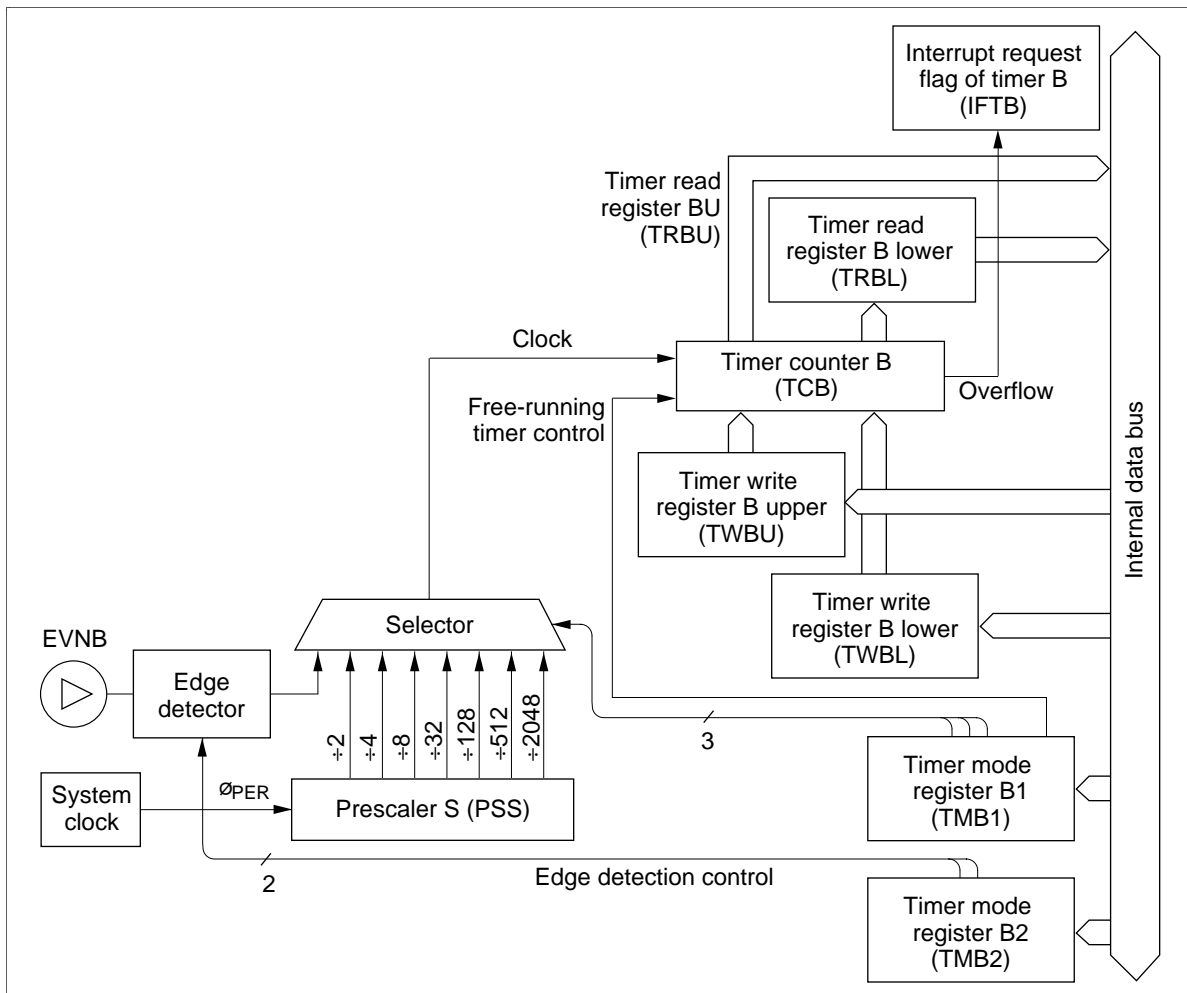 Interrupt request
flag of timer B
(IFTB)
Timer read
register BU
(TRBU)
Timer read
register B lower
(TRBL)
Clock
Timer counter B
(TCB)
Overflow
Free-running
timer control
Timer write
register B upper
(TWBU)
Internal data bus
Timer write
register B lower
(TWBL)
Selector
EVNB
Edge
detector
÷2
÷4
÷8
÷32
÷128
÷512
÷2048
3
System
clock
ØPER
Prescaler S (PSS)
Timer mode
register B1
(TMB1)
2
Edge detection control
Timer mode
register B2
(TMB2)